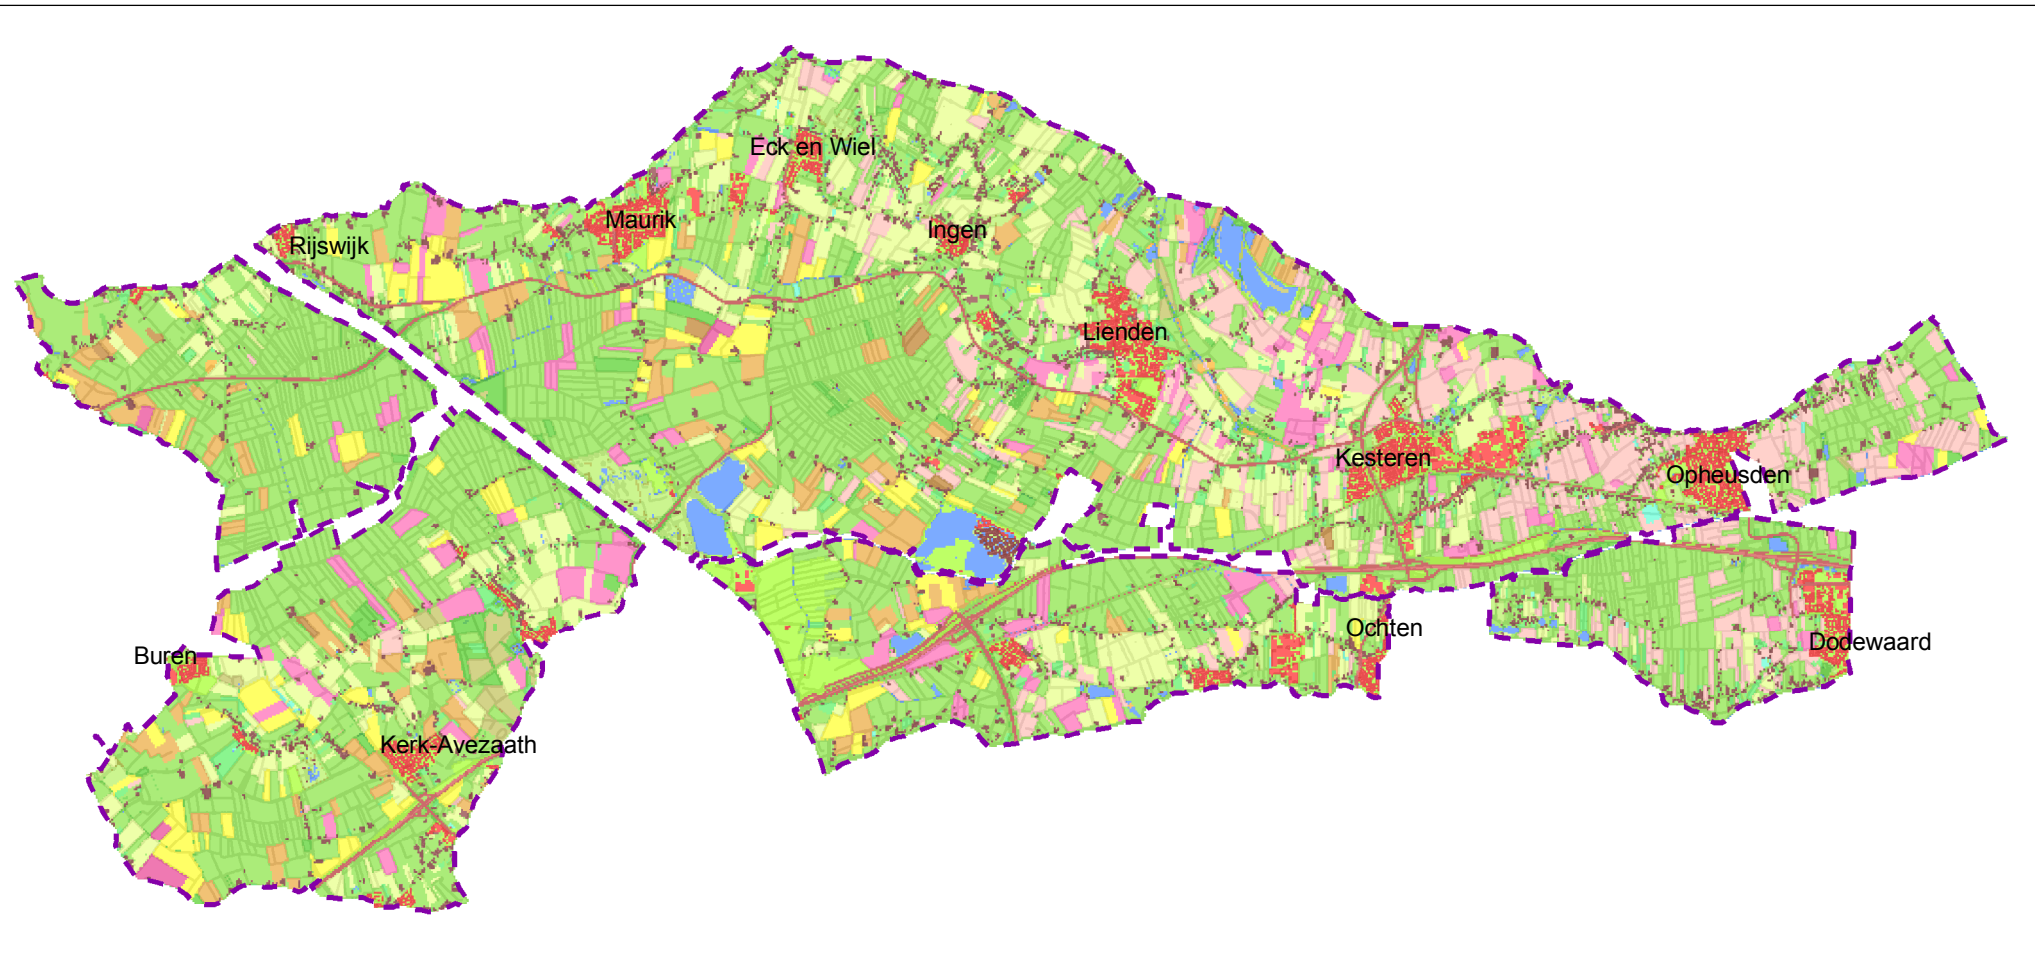 Eck en Wiel
Maurik
Ingen
Rijswijk
Lienden
Kesteren
Opheusden
Ochten
Dodewaard
Buren
Kerk-Avezaath